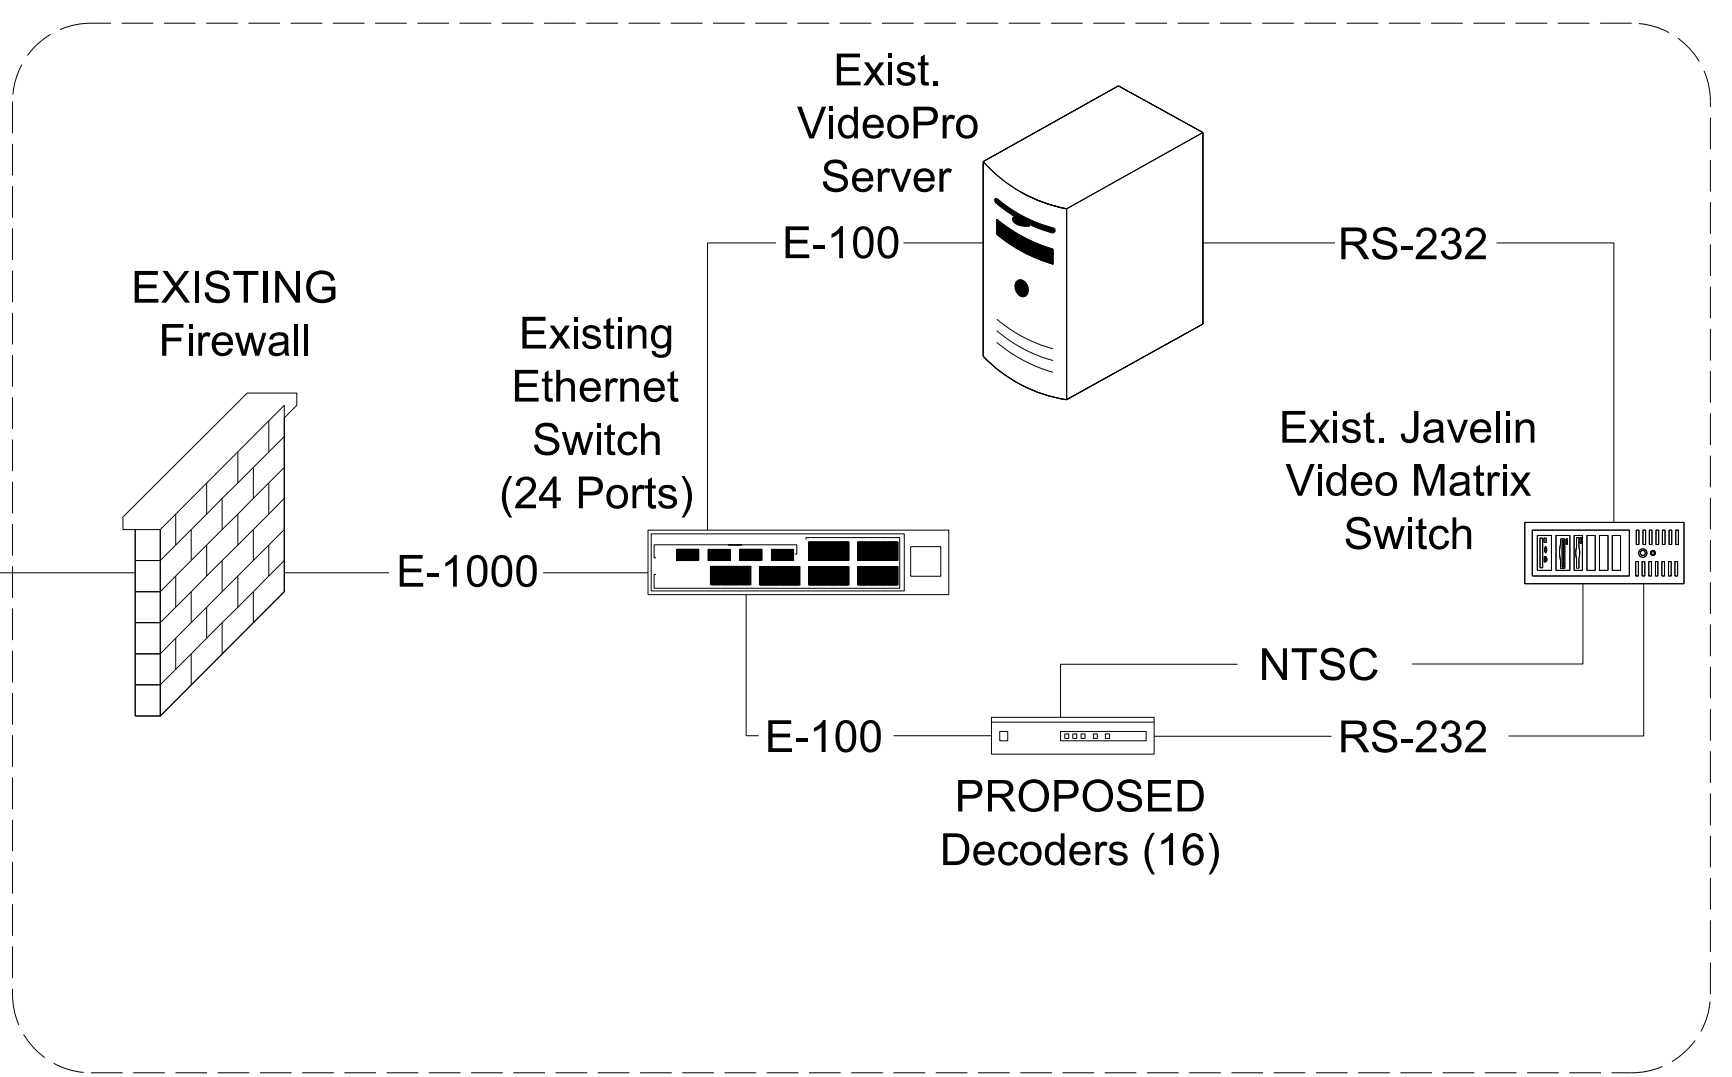 Exist.
VideoPro
Server
E-100
RS-232
EXISTING
Firewall
Existing
Ethernet
Switch
(24 Ports)
Exist. Javelin
Video Matrix
Switch
E-1000
NTSC
E-100
RS-232
PROPOSED
Decoders (16)